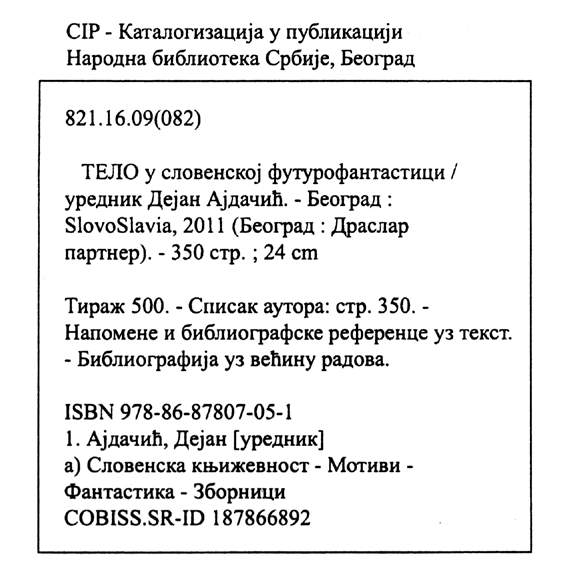 CIP - Каталогизација у публикацији
Народна библиотека Србије, Београд
821.16.09(082)
ТЕЛО у словенској футурофантастици /
уредник Дејан Ајдачић. - Београд :
SlovoSlavia, 2011 (Београд : Драслар
партнер). - 350 стр. ; 24 cm
Тираж 500. - Списак аутора: стр. 350. -
Напомене и библиографске референце уз текст.
- Библиографија уз већину радова.
ISBN 978-86-87807-05-1
1. Ајдачић, Дејан [уредник]
a) Словенска књижевност - Мотиви -
Фантастика - Зборници
COBISS.SR-ID 187866892